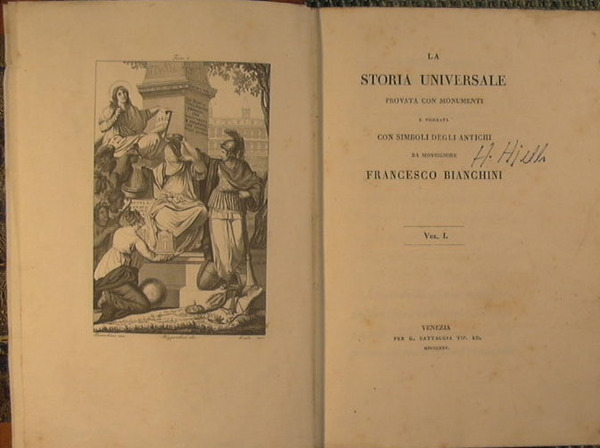 LA
STORIA UNIVERSALE
PROVATA CON MONUMENTI
E FIGURATA
CON SIMBOLI DEGLI ANTICHI
DA MONSIGNORE
FRANCESCO BIANCHINI
VOL. I.
VENEZIA
PER G. BATTAGGIA TIP. ED.